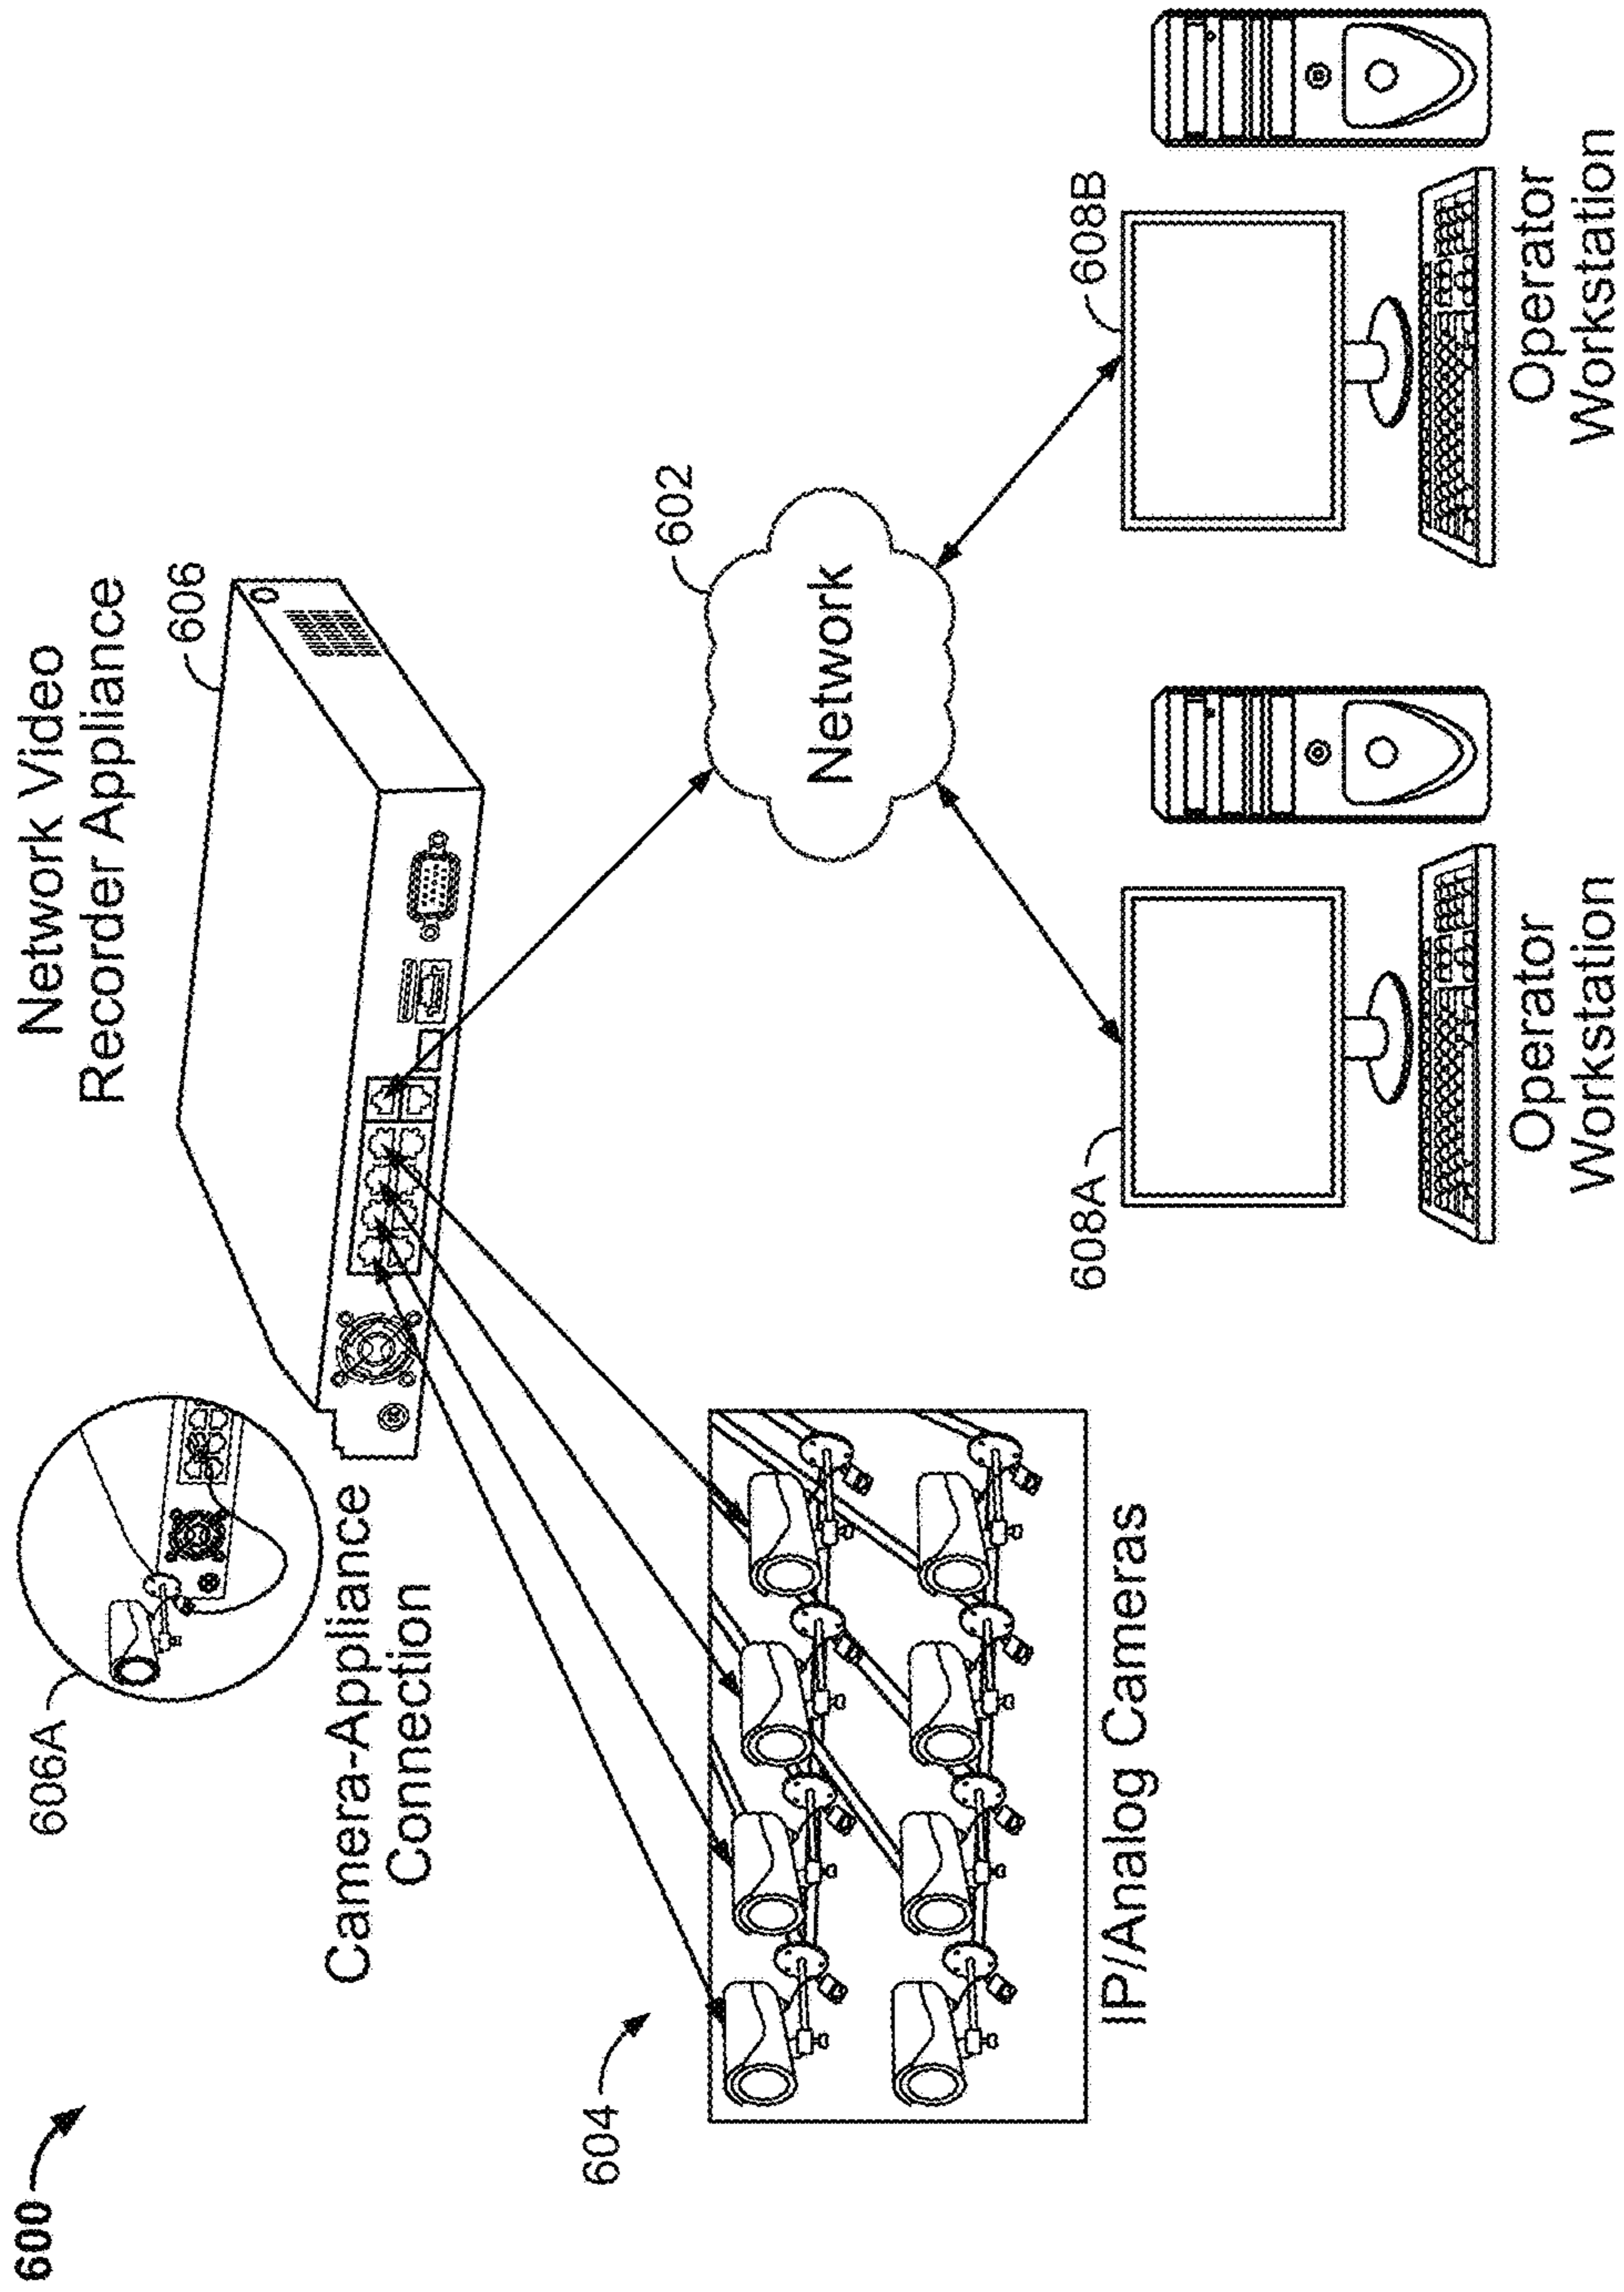 600
606A
Camera-Appliance
Connection
Network Video
Recorder Appliance
606
604
IP/Analog Cameras
602
Network
608A
Operator
Workstation
608B
Operator
Workstation